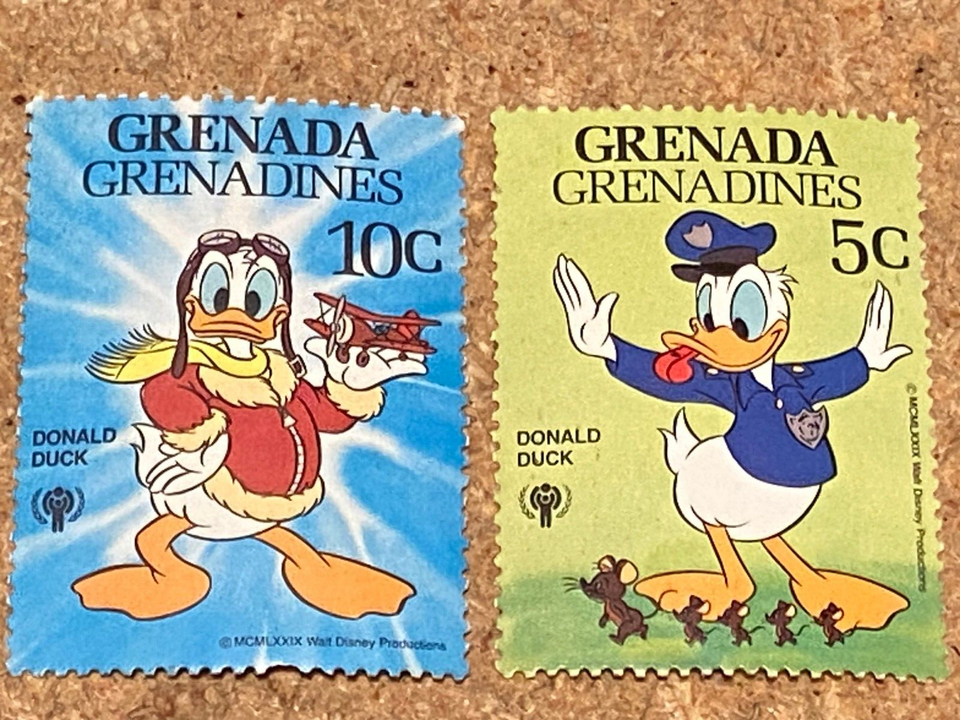 GRENADA
GRENADINES
10C
DONALD
DUCK
© MCMLXXIX Walt Disney Productions
GRENADA
GRENADINES
5C
DONALD
DUCK
© MCMLXXIX Walt Disney Productions